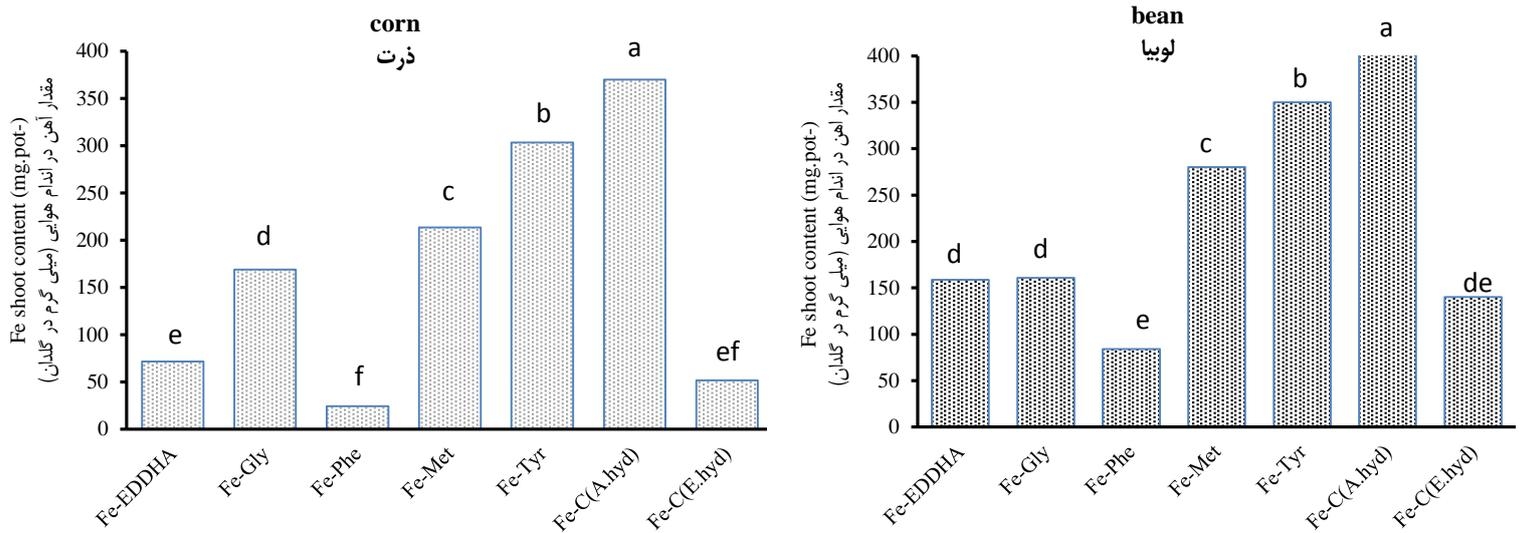 corn
ذرت
Fe shoot content (mg.pot-)
مقدار آهن در اندام هوایی (میلی گرم در گلدان)
400
350
300
250
200
150
100
50
0
e
d
f
c
b
a
ef
Fe-EDDHA
Fe-Gly
Fe-Phe
Fe-Met
Fe-Tyr
Fe-C(A.hyd)
Fe-C(E.hyd)
bean
لوبیا
Fe shoot content (mg.pot-)
مقدار اهن در اندام هوایی (میلی گرم در گلدان)
400
350
300
250
200
150
100
50
0
d
d
e
c
b
a
de
Fe-EDDHA
Fe-Gly
Fe-Phe
Fe-Met
Fe-Tyr
Fe-C(A.hyd)
Fe-C(E.hyd)